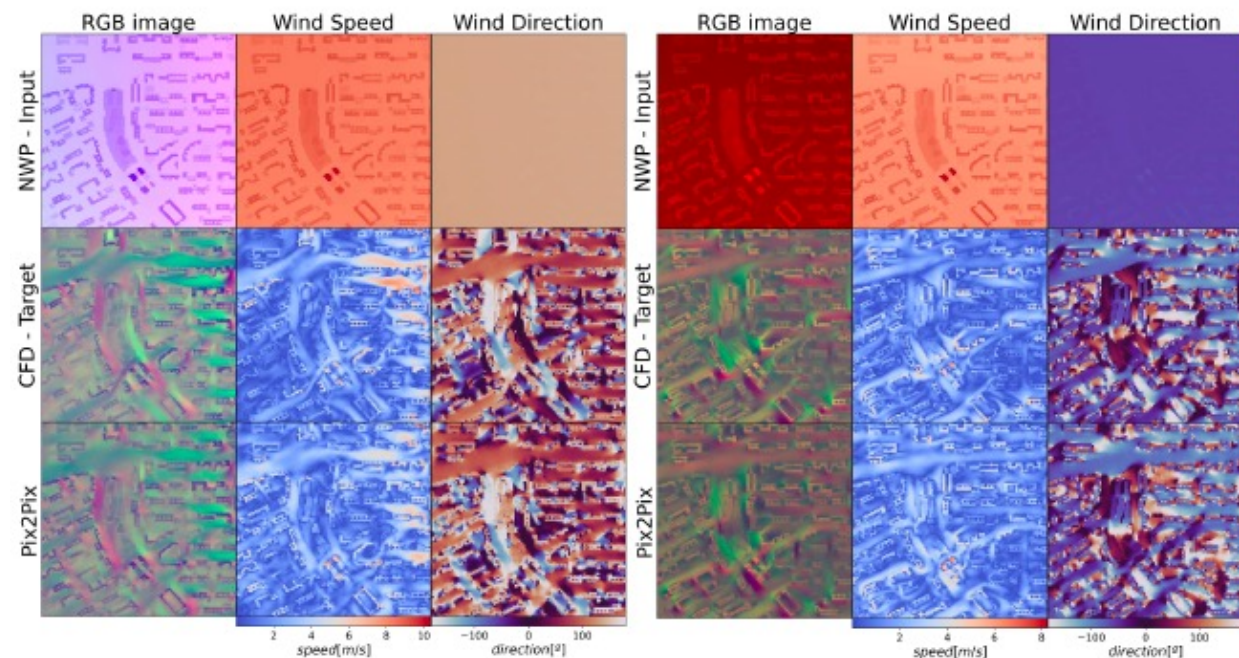 RGB image Wind Speed Wind Direction RGB image Wind Speed Wind Direction
NWP - Input
NWP - Input
CFD - Target
CFD - Target
Pix2Pix
Pix2Pix
2 4 6 8 10 −100 0 100 2 4 6 8 −100 0 100
speed[m/s] direction[º] speed[m/s] direction[º]